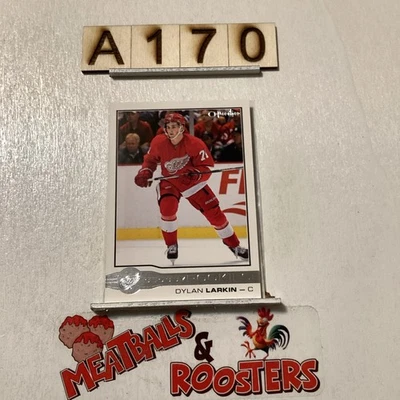 A170
O-Pee-Chee
DYLAN LARKIN – C
MEATBALLS
&
ROOSTERS